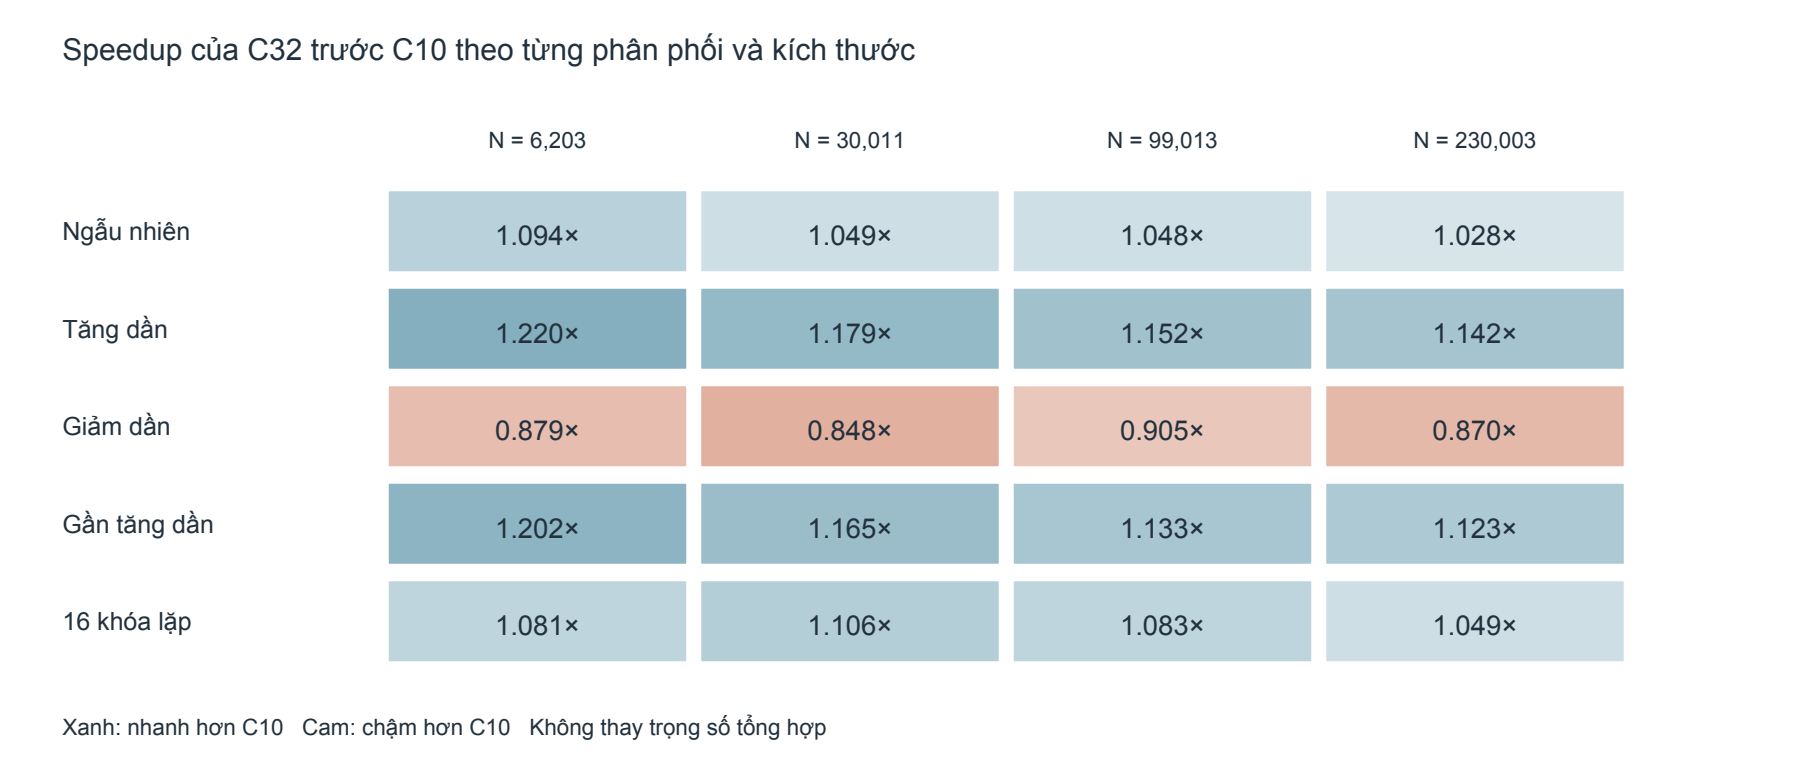 Speedup của C32 trước C10 theo từng phân phối và kích thước
N = 6,203 N = 30,011 N = 99,013 N = 230,003
Ngẫu nhiên 1.094× 1.049× 1.048× 1.028×
Tăng dần 1.220× 1.179× 1.152× 1.142×
Giảm dần 0.879× 0.848× 0.905× 0.870×
Gần tăng dần 1.202× 1.165× 1.133× 1.123×
16 khóa lặp 1.081× 1.106× 1.083× 1.049×
Xanh: nhanh hơn C10 Cam: chậm hơn C10 Không thay trọng số tổng hợp